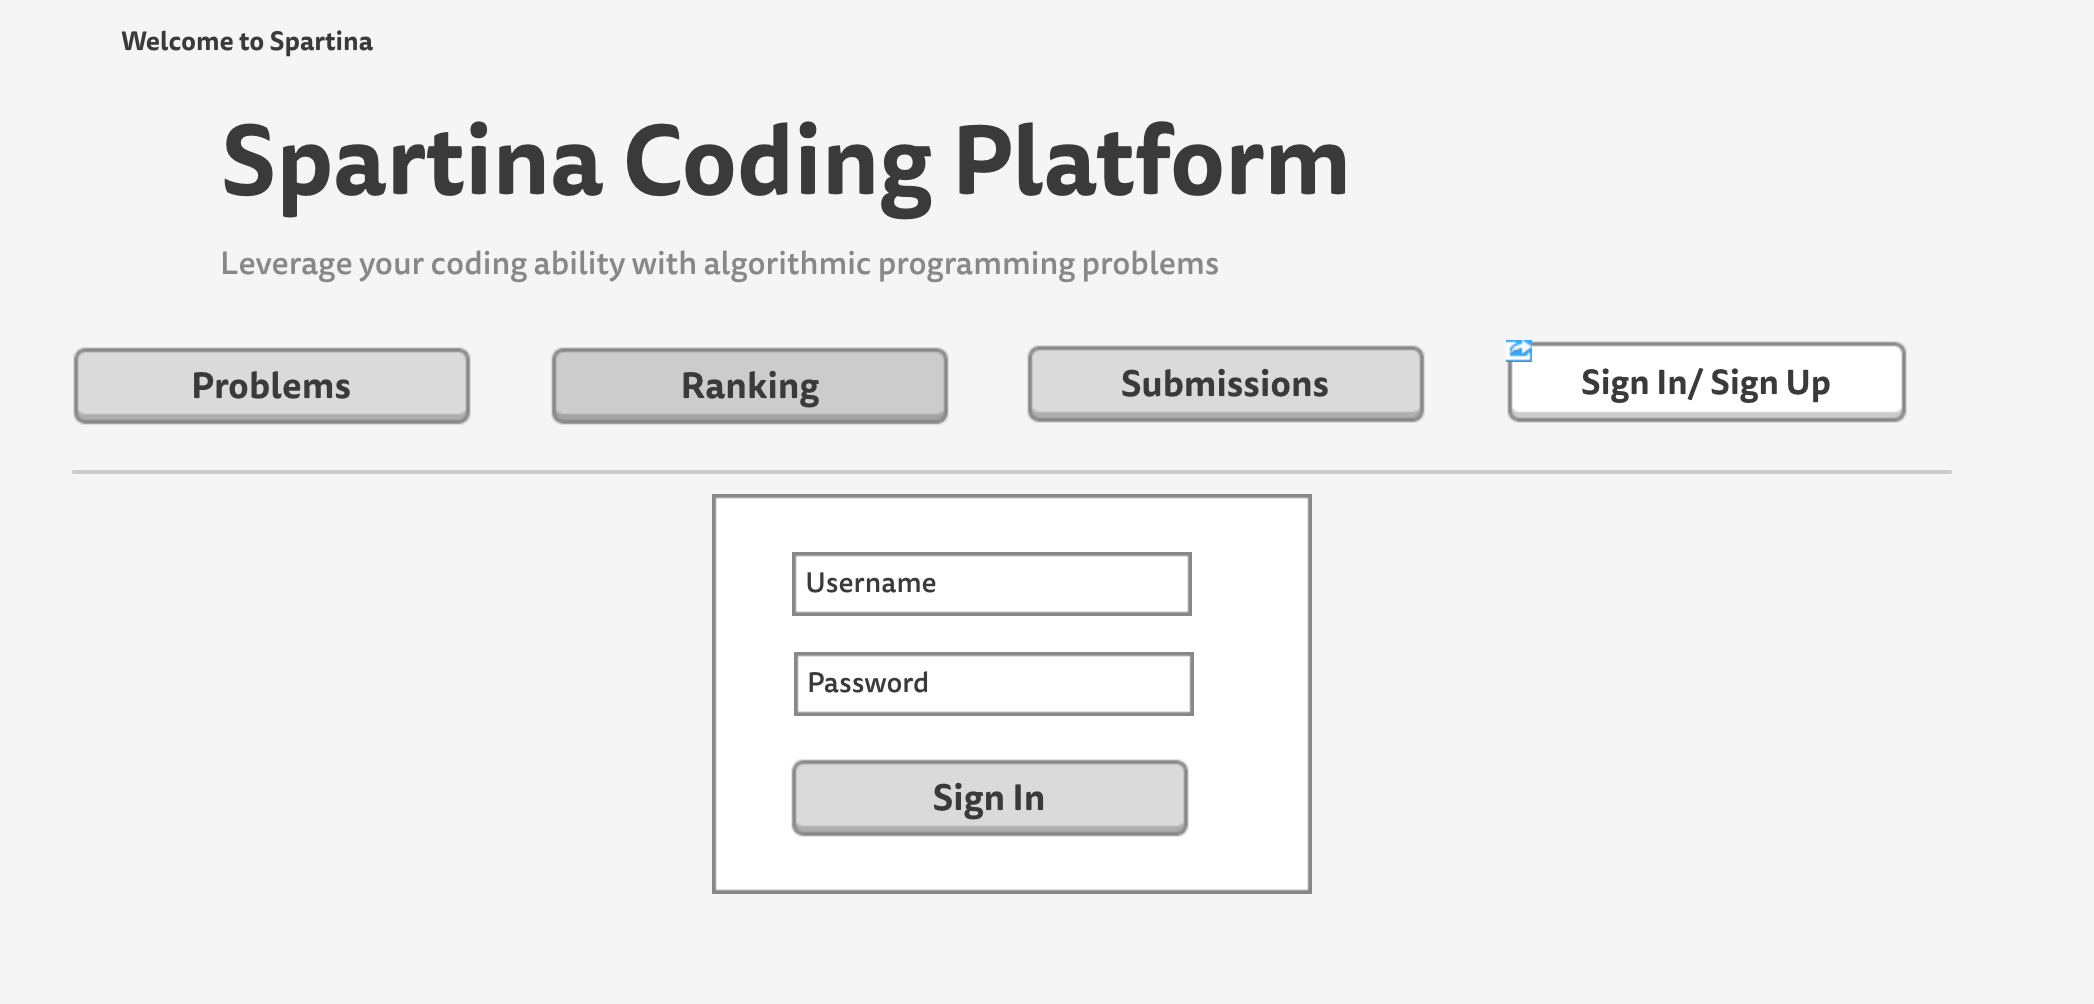 Welcome to Spartina
Spartina Coding Platform
Leverage your coding ability with algorithmic programming problems
Problems
Ranking
Submissions
Sign In/ Sign Up
Username
Password
Sign In